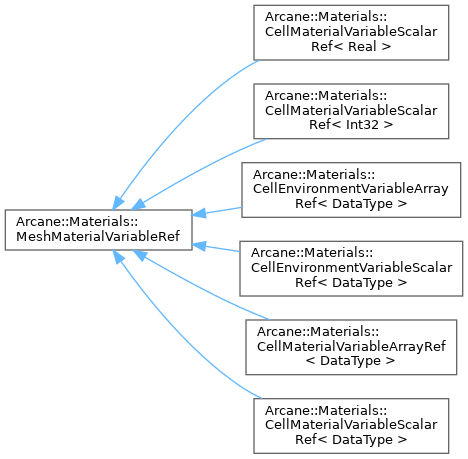 Arcane::Materials::
CellMaterialVariableScalar
Ref< Real >
Arcane::Materials::
CellMaterialVariableScalar
Ref< Int32 >
Arcane::Materials::
CellEnvironmentVariableArray
Ref< DataType >
Arcane::Materials::
MeshMaterialVariableRef
Arcane::Materials::
CellEnvironmentVariableScalar
Ref< DataType >
Arcane::Materials::
CellMaterialVariableArrayRef
< DataType >
Arcane::Materials::
CellMaterialVariableScalar
Ref< DataType >